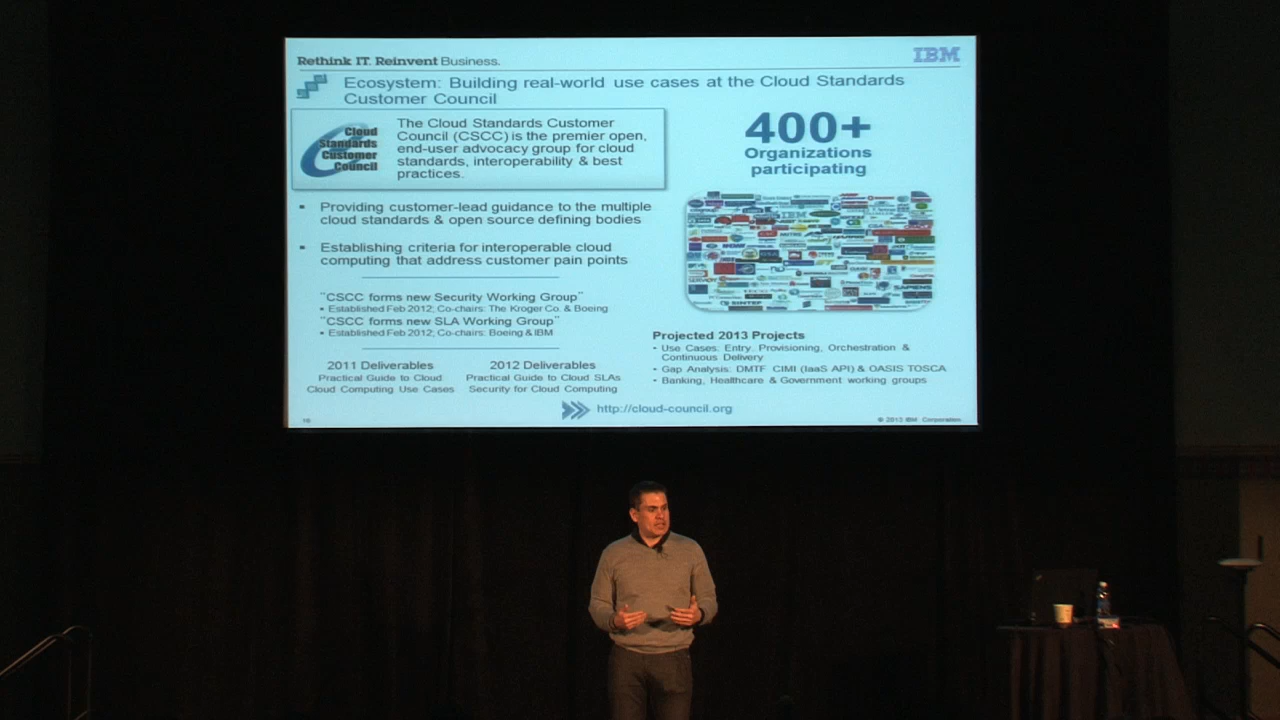 Rethink IT. Reinvent Business.
IBM
Ecosystem: Building real-world use cases at the Cloud Standards
Customer Council
Cloud
Standards
Customer
Council
The Cloud Standards Customer
Council (CSCC) is the premier open,
end-user advocacy group for cloud
standards, interoperability & best
practices.
400+
Organizations
participating
▪ Providing customer-lead guidance to the multiple
cloud standards & open source defining bodies
▪ Establishing criteria for interoperable cloud
computing that address customer pain points
"CSCC forms new Security Working Group"
• Established Feb 2012; Co-chairs: The Kroger Co. & Boeing
"CSCC forms new SLA Working Group"
• Established Feb 2012; Co-chairs: Boeing & IBM
2011 Deliverables
Practical Guide to Cloud
Cloud Computing Use Cases
2012 Deliverables
Practical Guide to Cloud SLAs
Security for Cloud Computing
IBM
SAPIENS
SINTEF
Projected 2013 Projects
• Use Cases: Entry. Provisioning, Orchestration &
Continuous Delivery
• Gap Analysis: DMTF CIMI (IaaS API) & OASIS TOSCA
• Banking, Healthcare & Government working groups
http://cloud-council.org
© 2013 IBM Corporation